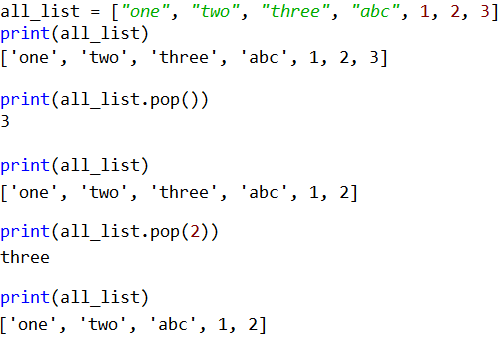 all_list = ["one", "two", "three", "abc", 1, 2, 3]
print(all_list)
['one', 'two', 'three', 'abc', 1, 2, 3]
print(all_list.pop())
3
print(all_list)
['one', 'two', 'three', 'abc', 1, 2]
print(all_list.pop(2))
three
print(all_list)
['one', 'two', 'abc', 1, 2]